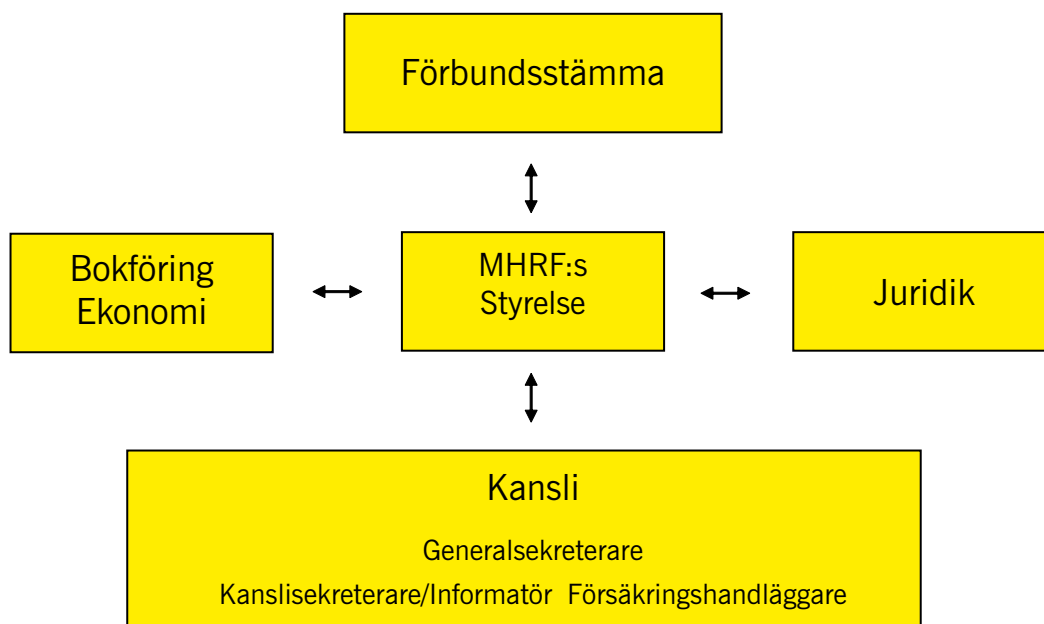 Förbundsstämma
Bokföring
Ekonomi
MHRF:s
Styrelse
Juridik
Kansli
Generalsekreterare
Kanslisekreterare/Informatör Försäkringshandläggare